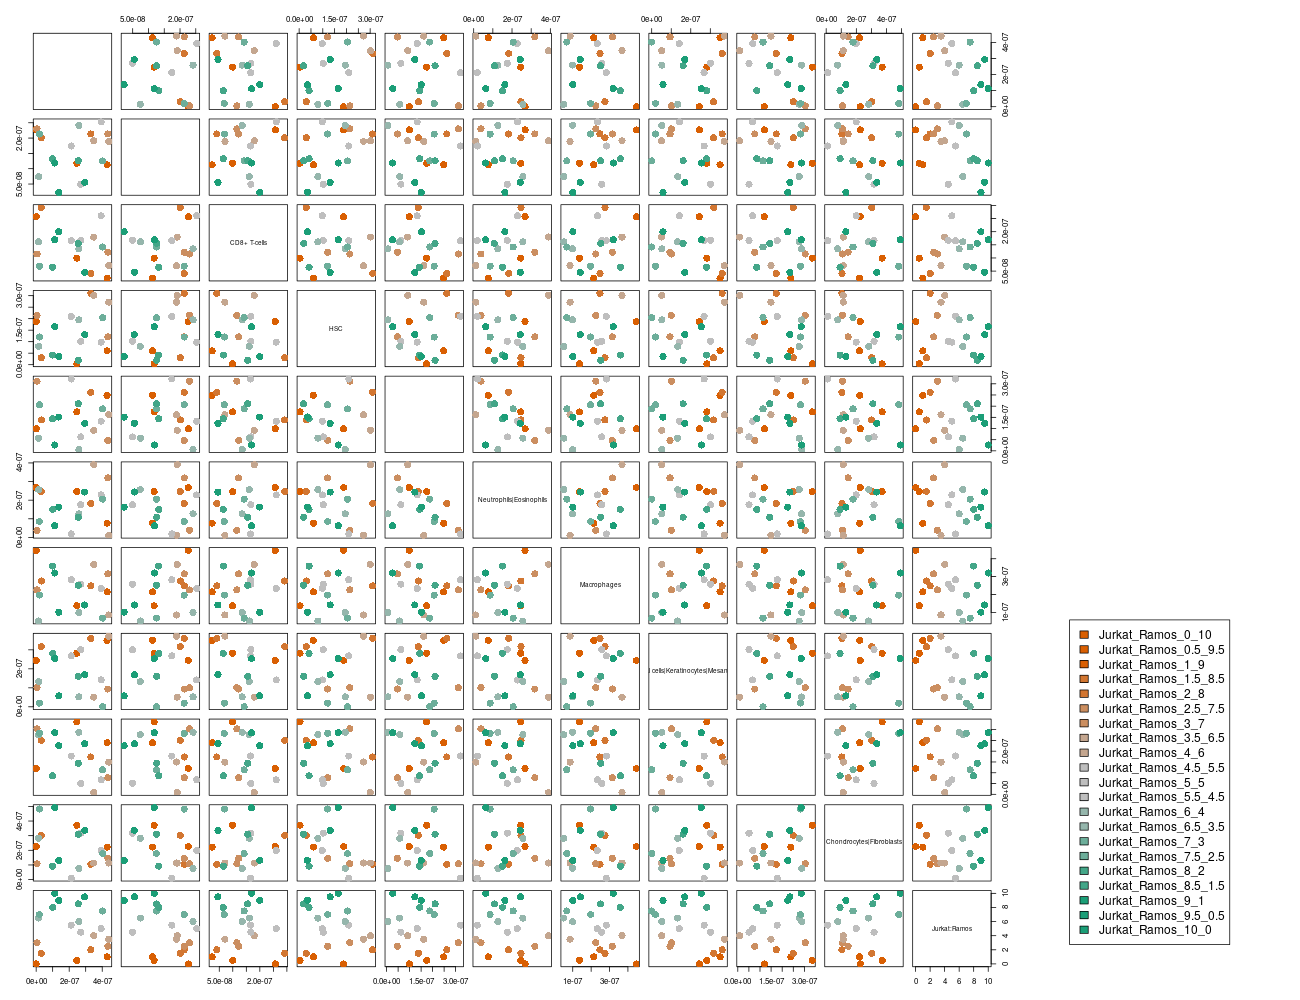 5.0e-08 2.0e-07 0.0e+00 1.5e-07 3.0e-07 0e+00 2e-07 4e-07 0e+00 2e-07 0e+00 2e-07 4e-07
0e+00 2e-07 4e-07
5.0e-08 2.0e-07
CD8+ T-cells
5.0e-08 2.0e-07
0.0e+00 1.5e-07 3.0e-07
HSC
0.0e+00 1.5e-07 3.0e-07
0e+00 2e-07 4e-07
Neutrophils|Eosinophils
Macrophages
1e-07 3e-07
0e+00 2e-07
l cells|Keratinocytes|Mesan
0.0e+00 2.0e-07
0e+00 2e-07 4e-07
Chondrocytes|Fibroblasts
Jurkat:Ramos
0 2 4 6 8 10
0e+00 2e-07 4e-07 5.0e-08 2.0e-07 0.0e+00 1.5e-07 3.0e-07 1e-07 3e-07 0.0e+00 1.5e-07 3.0e-07 0 2 4 6 8 10
Jurkat_Ramos_0_10
Jurkat_Ramos_0.5_9.5
Jurkat_Ramos_1_9
Jurkat_Ramos_1.5_8.5
Jurkat_Ramos_2_8
Jurkat_Ramos_2.5_7.5
Jurkat_Ramos_3_7
Jurkat_Ramos_3.5_6.5
Jurkat_Ramos_4_6
Jurkat_Ramos_4.5_5.5
Jurkat_Ramos_5_5
Jurkat_Ramos_5.5_4.5
Jurkat_Ramos_6_4
Jurkat_Ramos_6.5_3.5
Jurkat_Ramos_7_3
Jurkat_Ramos_7.5_2.5
Jurkat_Ramos_8_2
Jurkat_Ramos_8.5_1.5
Jurkat_Ramos_9_1
Jurkat_Ramos_9.5_0.5
Jurkat_Ramos_10_0